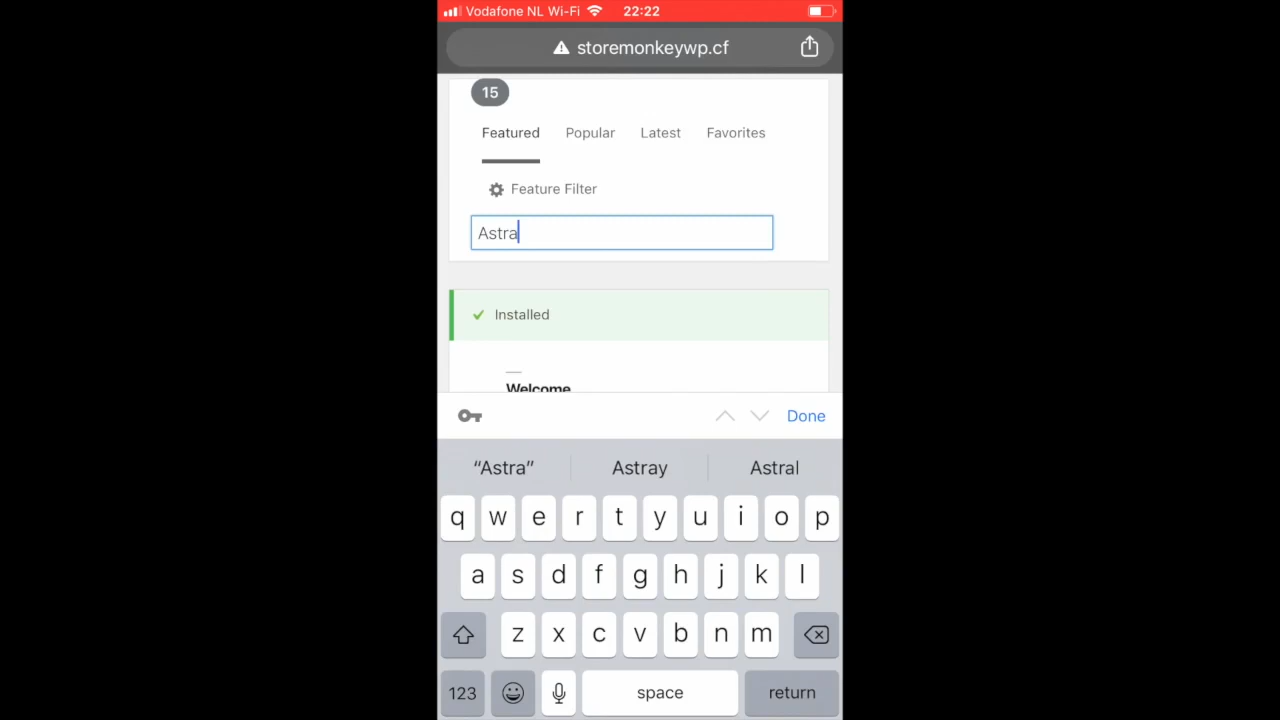 Vodafone NL Wi-Fi 22:22
storemonkeywp.cf
15
Featured Popular Latest Favorites
Feature Filter
Astra
Installed
Welcome
Done
“Astra” Astray Astral
q w e r t y u i o p
a s d f g h j k l
z x c v b n m
123 space return